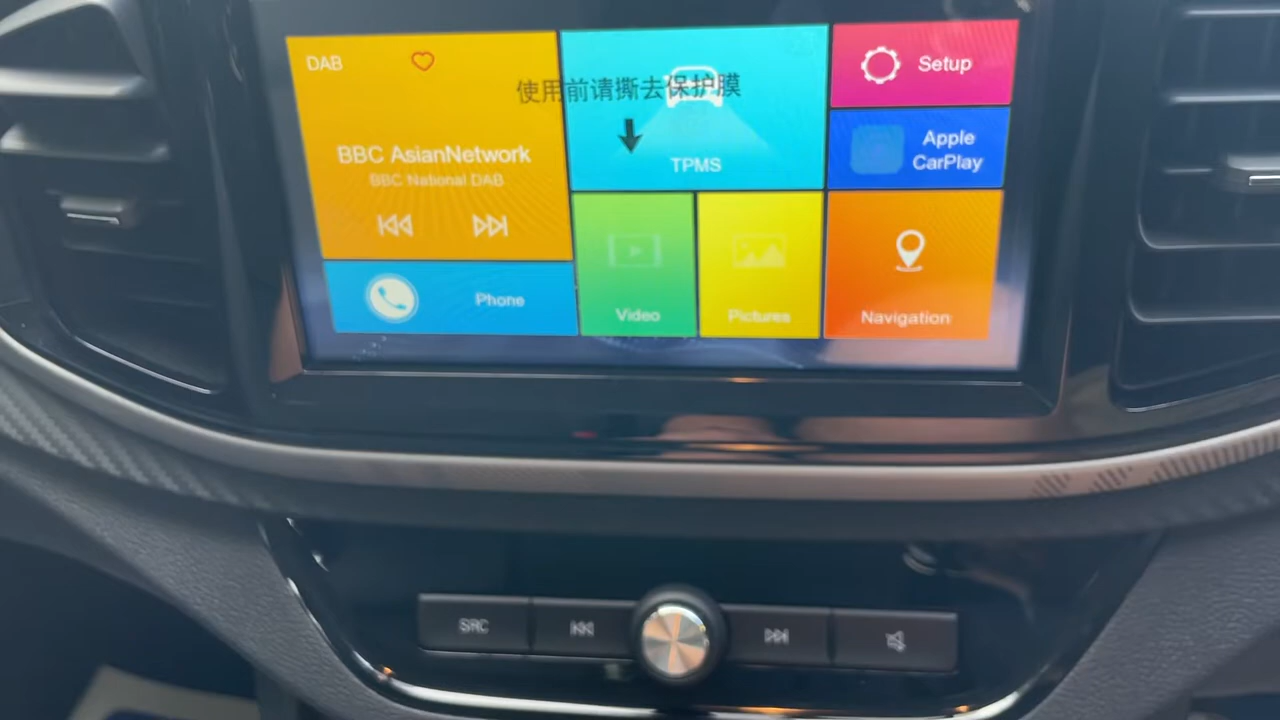 DAB
使用前请撕去保护膜
BBC AsianNetwork
BBC National DAB
Phone
TPMS
Video
Pictures
Setup
Apple
CarPlay
Navigation
SRC